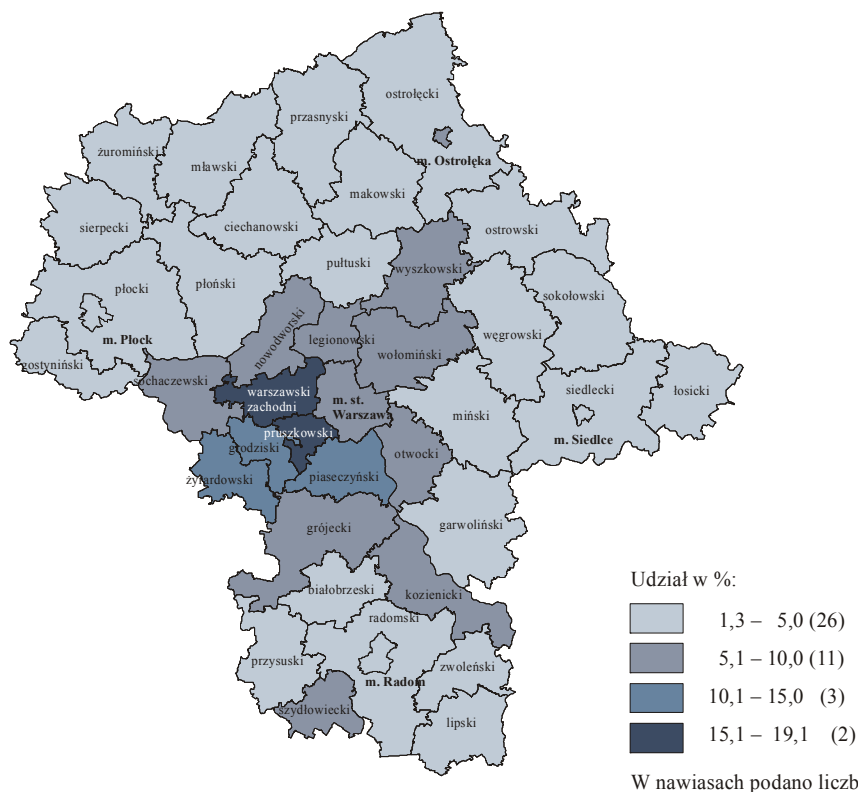 ostrołęcki
przasnyski
m. Ostrołęka
żuromiński
mławski
makowski
sierpecki
ciechanowski
ostrowski
pułtuski
wyszkowski
płocki
płoński
sokołowski
węgrowski
m. Płock
nowodworski
legionowski
wołomiński
gostyniński
sochaczewski
siedlecki
łosicki
warszawski
zachodni
m. st.
Warszawa
miński
m. Siedlce
pruszkowski
grodziski
otwocki
żyrardowski
piaseczyński
garwoliński
grójecki
białobrzeski
kozienicki
radomski
przysuski
zwoleński
m. Radom
szydłowiecki
lipski
Udział w %:
1,3 – 5,0 (26)
5,1 – 10,0 (11)
10,1 – 15,0 (3)
15,1 – 19,1 (2)
W nawiasach podano liczb